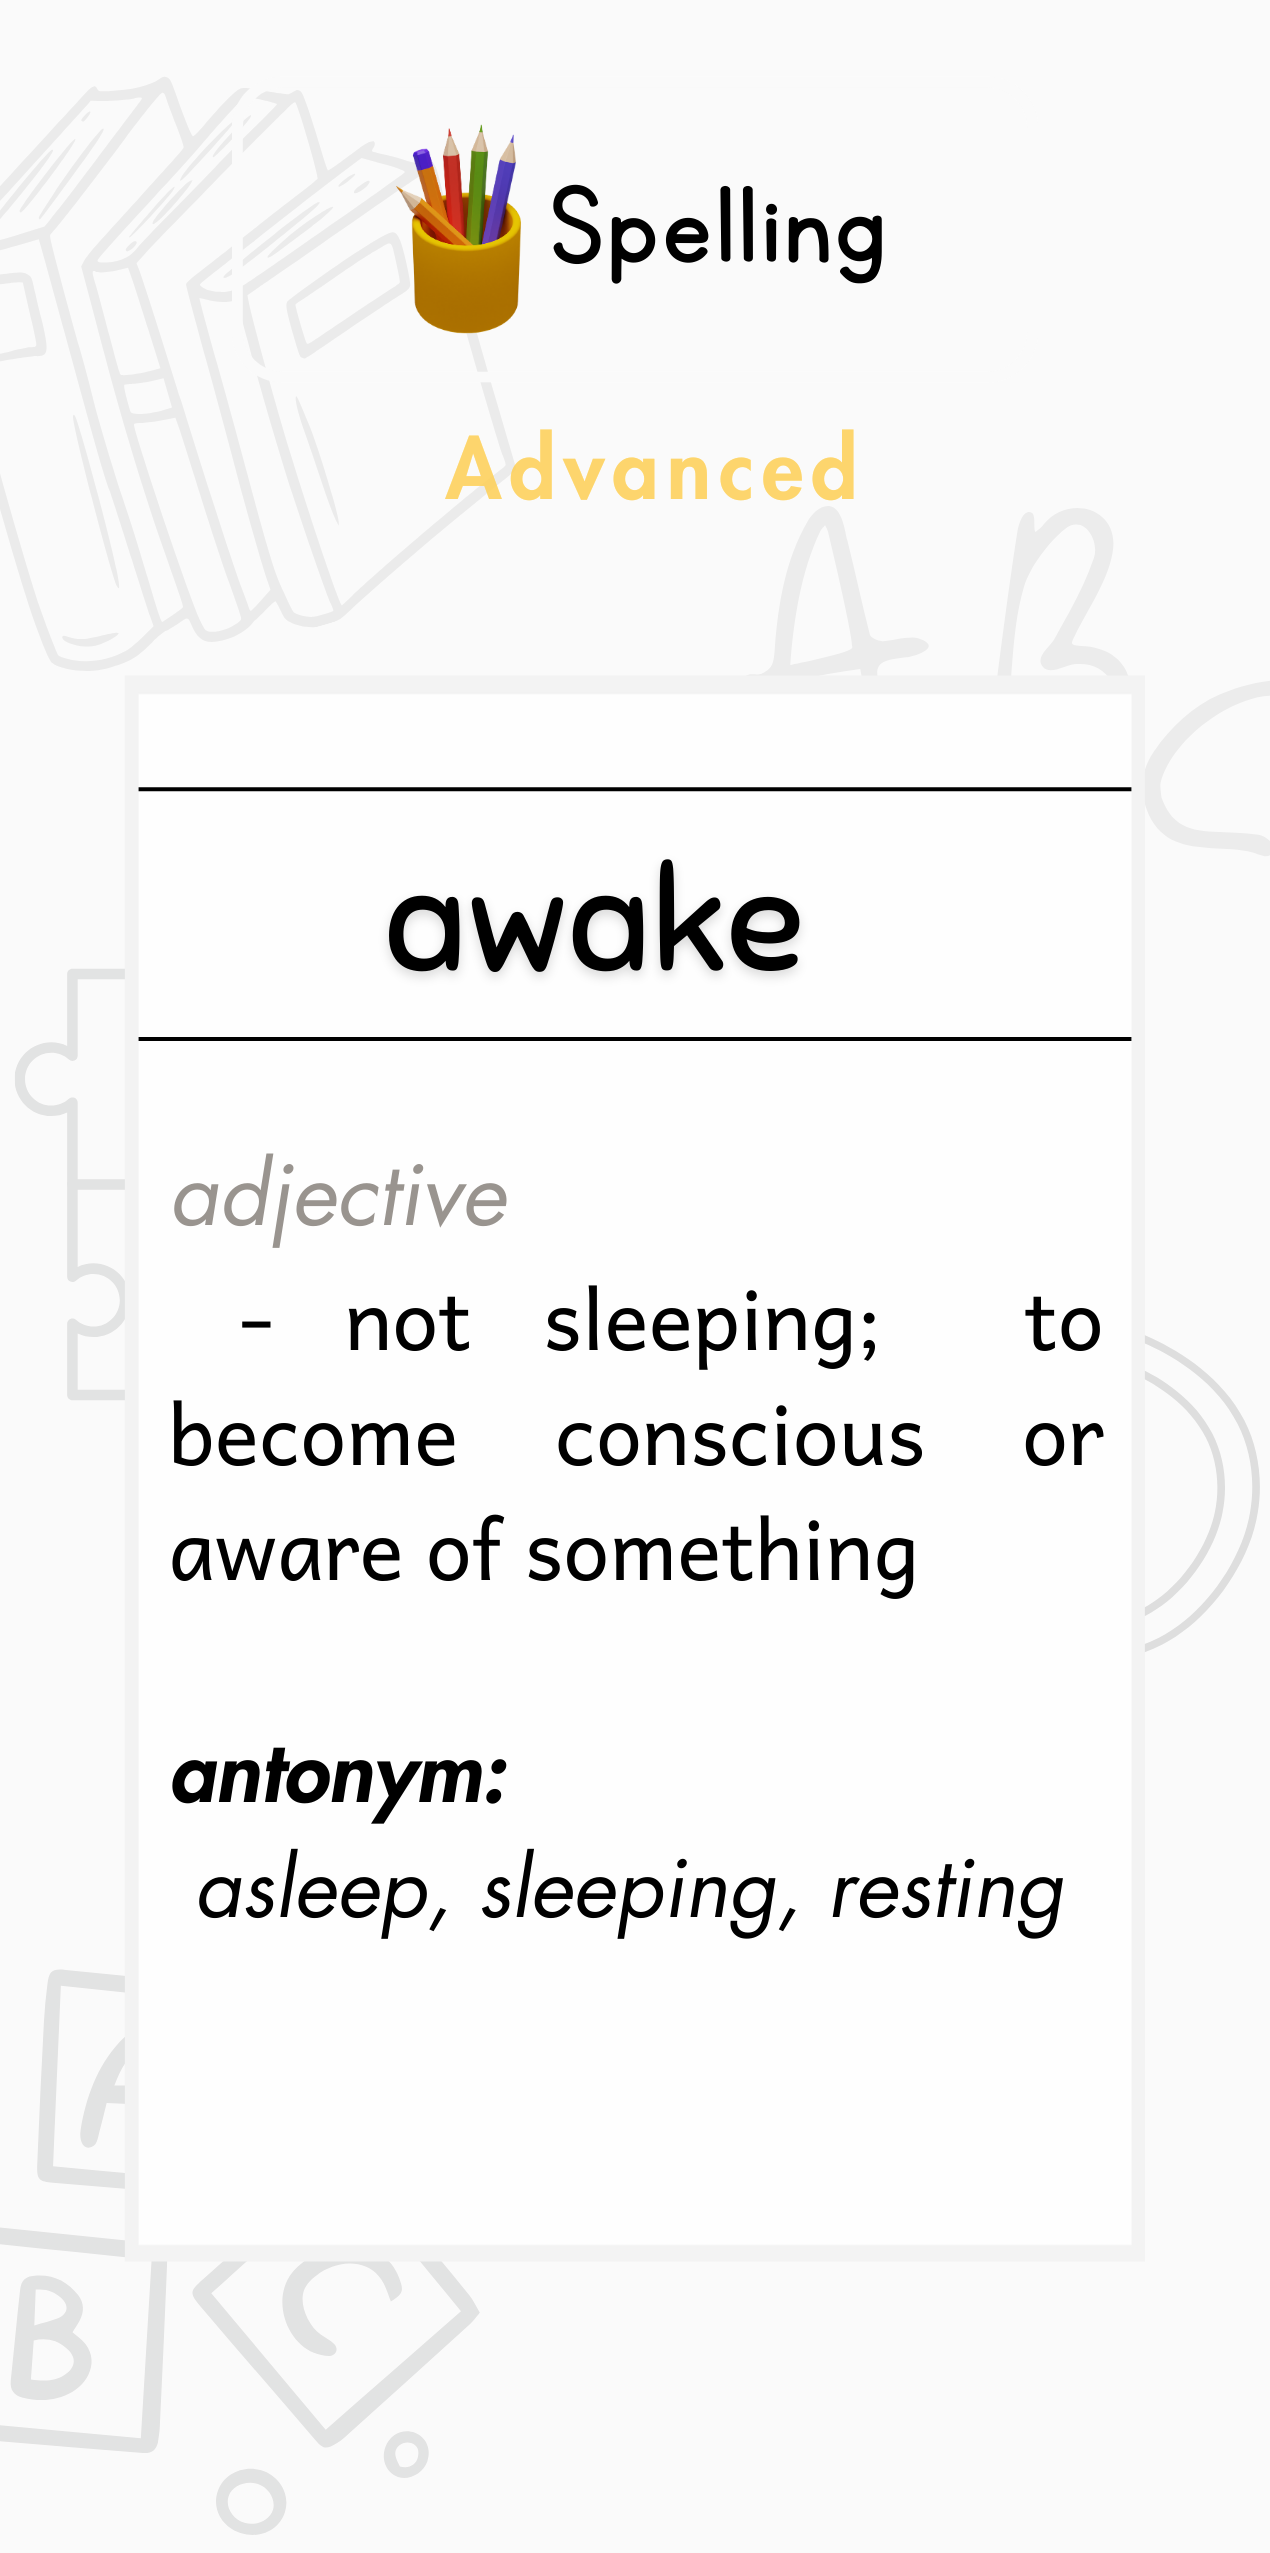 Spelling
Advanced
A B
awake
adjective
- not sleeping; to
become conscious or
aware of something
antonym:
asleep, sleeping, resting
A
B
C